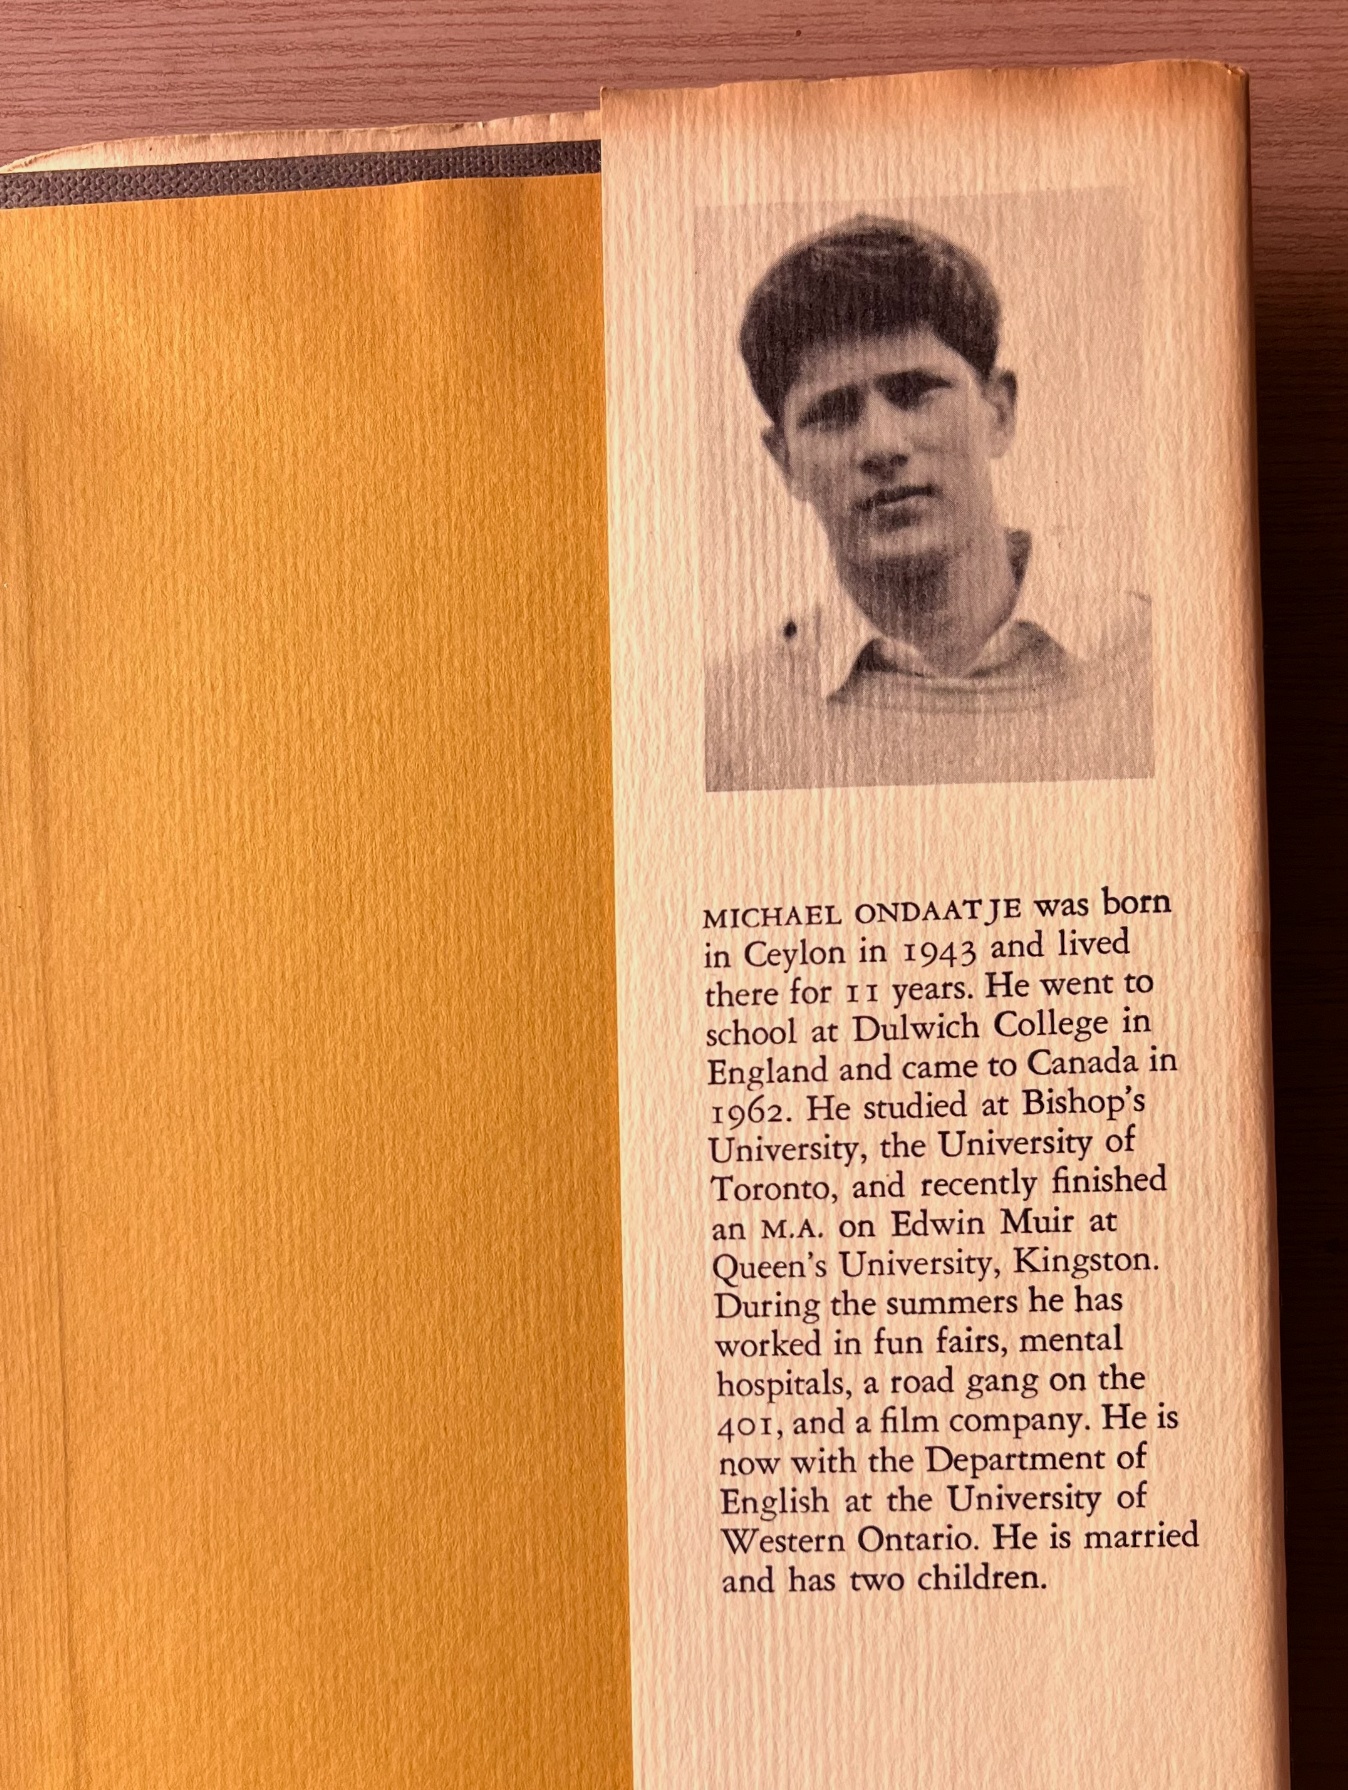 MICHAEL ONDAATJE was born
in Ceylon in 1943 and lived
there for 11 years. He went to
school at Dulwich College in
England and came to Canada in
1962. He studied at Bishop's
University, the University of
Toronto, and recently finished
an M.A. on Edwin Muir at
Queen's University, Kingston.
During the summers he has
worked in fun fairs, mental
hospitals, a road gang on the
401, and a film company. He is
now with the Department of
English at the University of
Western Ontario. He is married
and has two children.